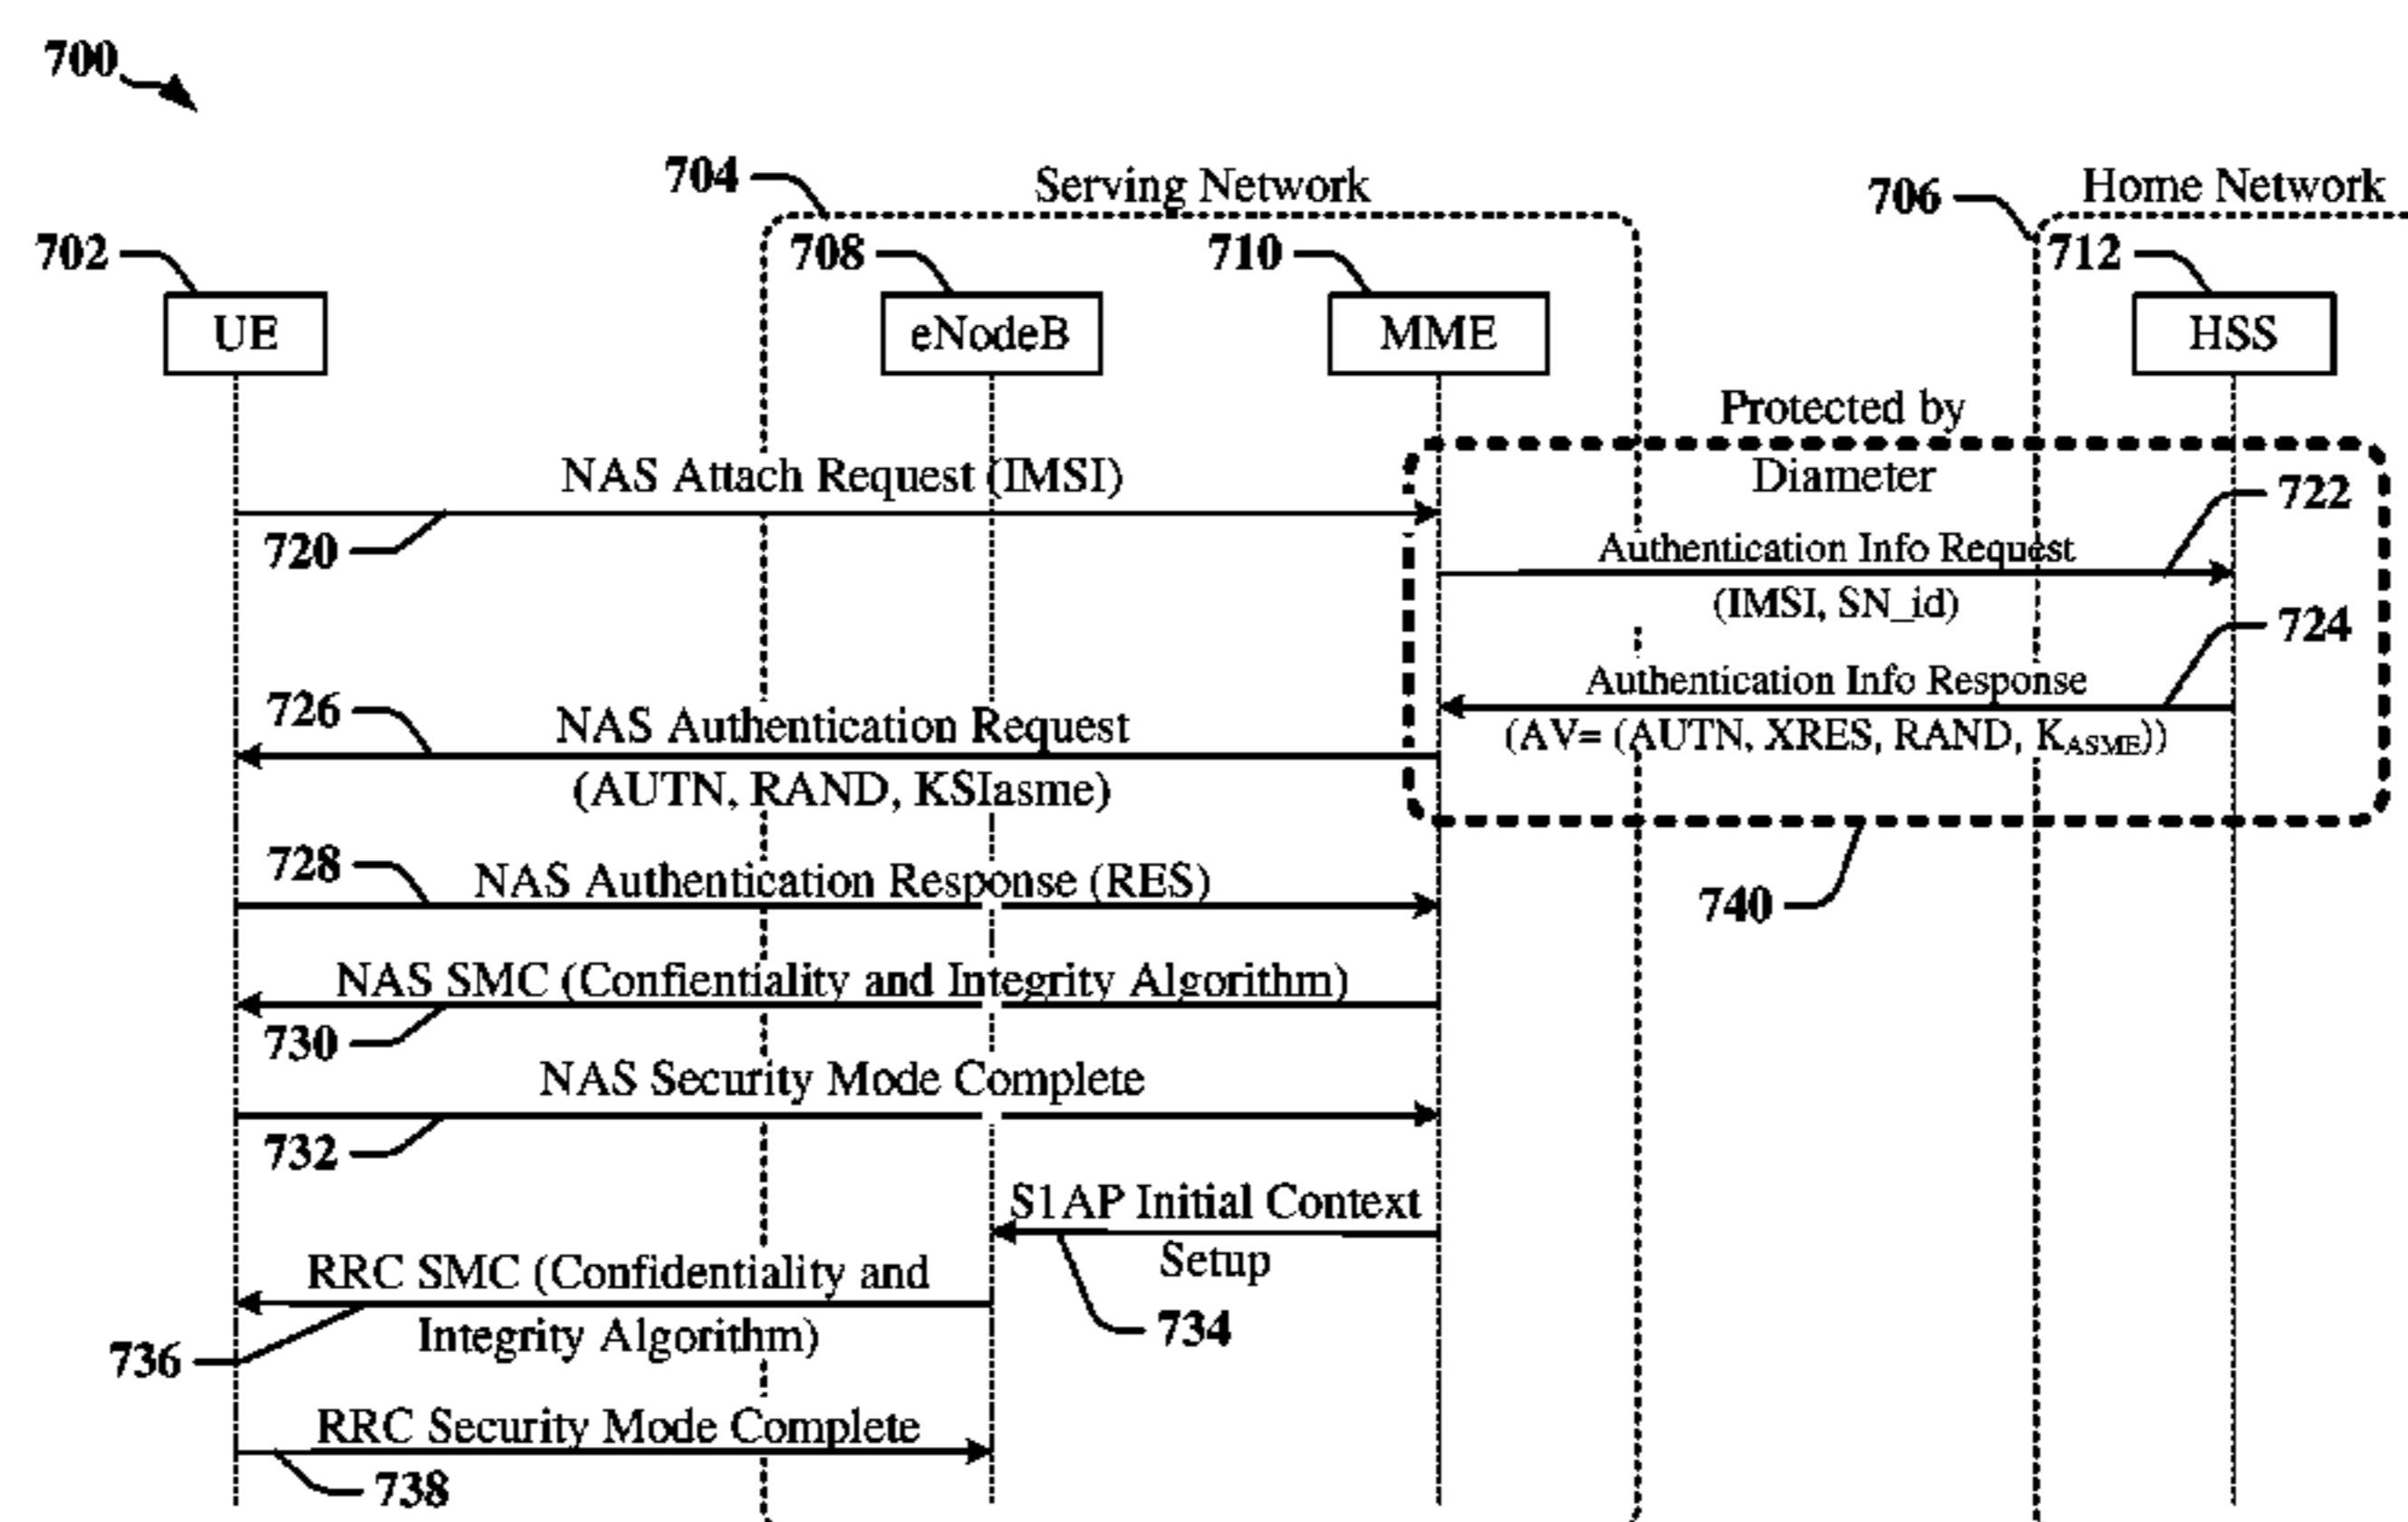 700
704
Serving Network
706
Home Network
702
708
710
712
UE
eNodeB
MME
HSS
Protected by
Diameter
NAS Attach Request (IMSI)
720
722
Authentication Info Request
(IMSI, SN_id)
724
Authentication Info Response
(AV= (AUTN, XRES, RAND, KASME))
726
NAS Authentication Request
(AUTN, RAND, KSIasme)
728
NAS Authentication Response (RES)
740
NAS SMC (Confientiality and Integrity Algorithm)
730
NAS Security Mode Complete
732
S1AP Initial Context
Setup
734
RRC SMC (Confidentiality and
Integrity Algorithm)
736
RRC Security Mode Complete
738